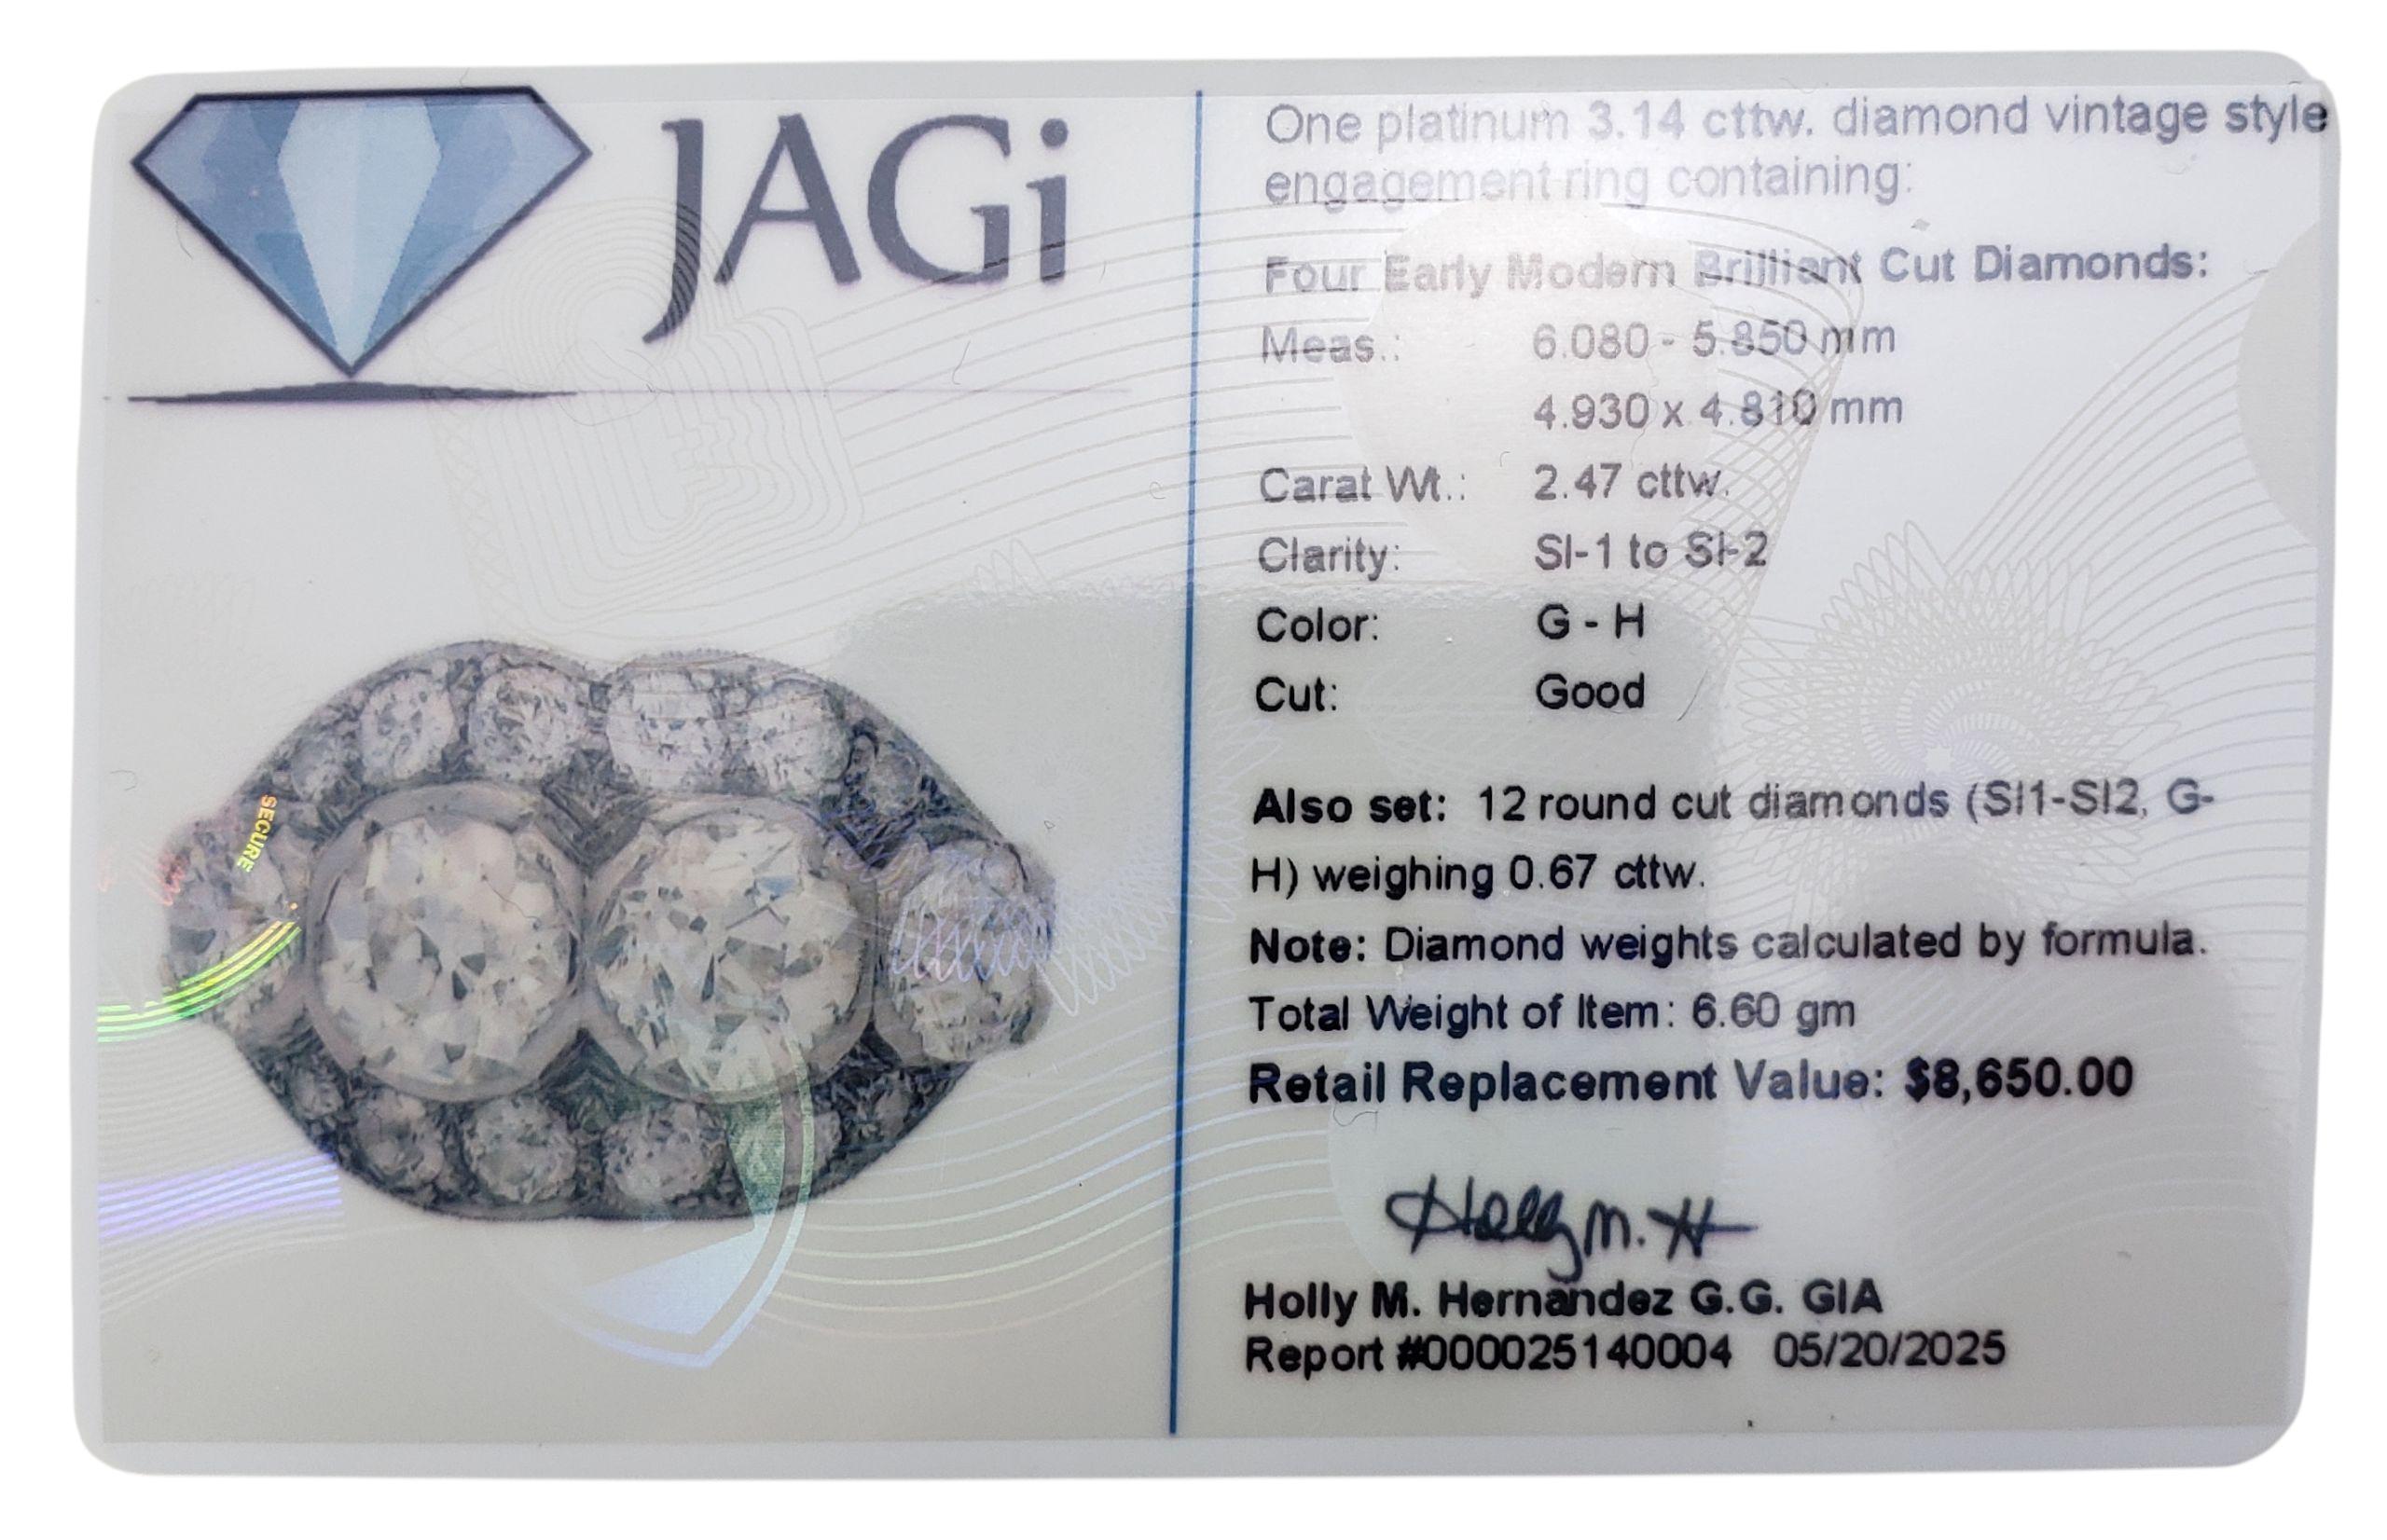 JAGi
One platinum 3.14 cttw. diamond vintage style
engagement ring containing:
Four Early Modern Brilliant Cut Diamonds:
Meas.: 6.080 - 5.850 mm
4.930 x 4.810 mm
Carat Wt.: 2.47 cttw.
Clarity: SI-1 to SI-2
Color: G - H
Cut: Good
Also set: 12 round cut diamonds (SI1-SI2, G-
H) weighing 0.67 cttw.
Note: Diamond weights calculated by formula.
Total Weight of Item: 6.60 gm
Retail Replacement Value: $8,650.00
Holly M. H
Holly M. Hernandez G.G. GIA
Report #000025140004 05/20/2025
SECURE